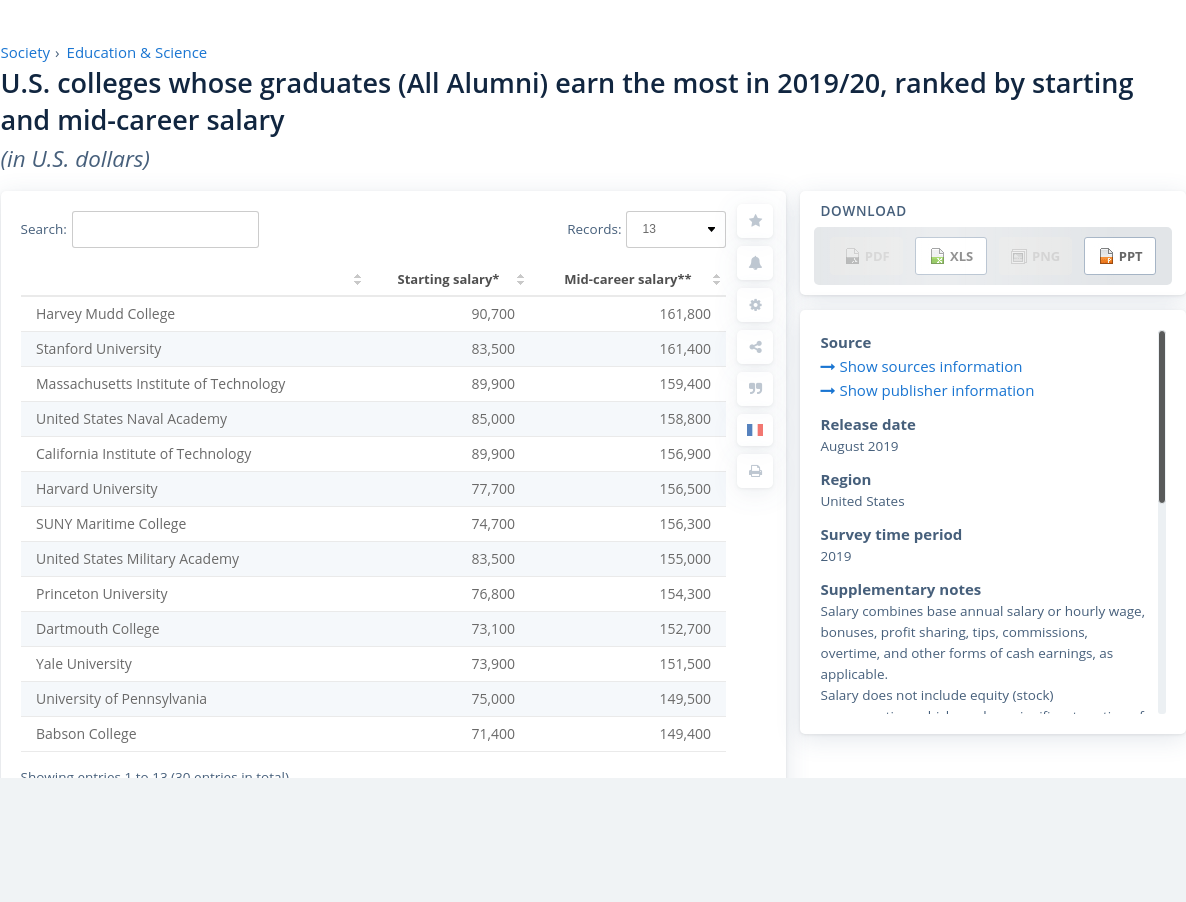 Society › Education & Science
U.S. colleges whose graduates (All Alumni) earn the most in 2019/20, ranked by starting
and mid-career salary
(in U.S. dollars)
Search:
Records: 13
Starting salary* Mid-career salary**
Harvey Mudd College 90,700 161,800
Stanford University 83,500 161,400
Massachusetts Institute of Technology 89,900 159,400
United States Naval Academy 85,000 158,800
California Institute of Technology 89,900 156,900
Harvard University 77,700 156,500
SUNY Maritime College 74,700 156,300
United States Military Academy 83,500 155,000
Princeton University 76,800 154,300
Dartmouth College 73,100 152,700
Yale University 73,900 151,500
University of Pennsylvania 75,000 149,500
Babson College 71,400 149,400
Showing entries 1 to 13 (30 entries in total)
DOWNLOAD
PDF XLS PNG PPT
Source
Show sources information
Show publisher information
Release date
August 2019
Region
United States
Survey time period
2019
Supplementary notes
Salary combines base annual salary or hourly wage,
bonuses, profit sharing, tips, commissions,
overtime, and other forms of cash earnings, as
applicable.
Salary does not include equity (stock)